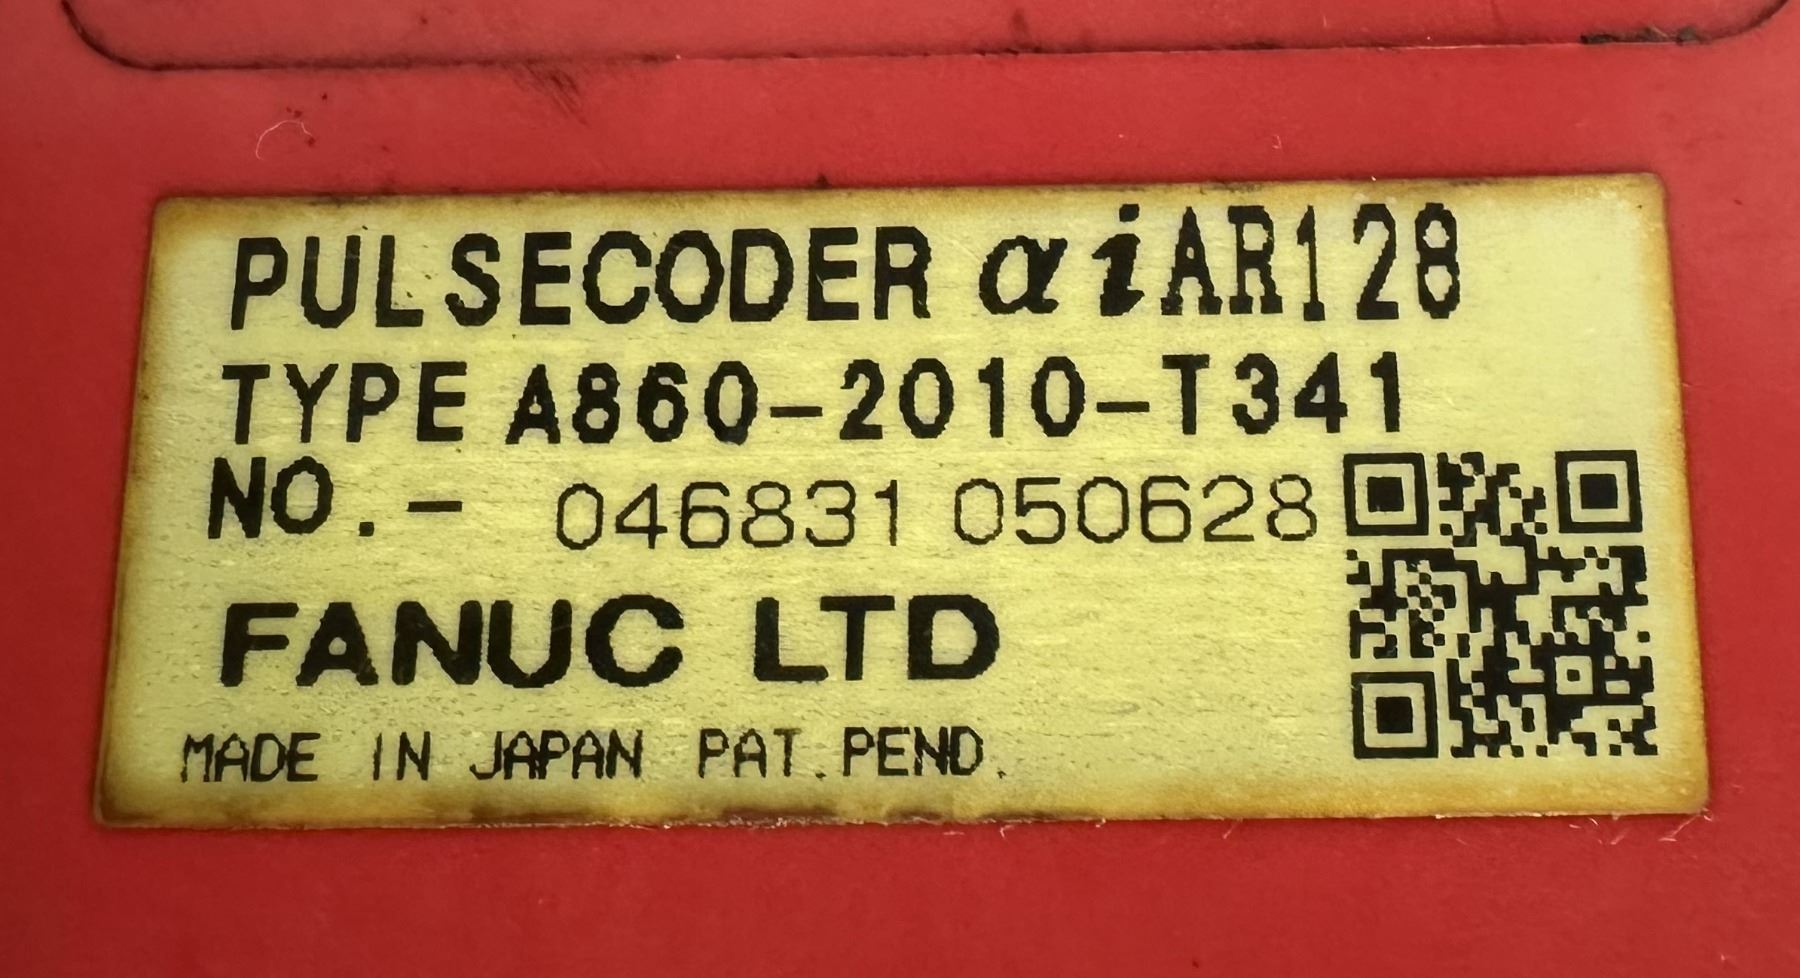 PULSECODER αiAR128
TYPE A860-2010-T341
NO.- 046831 050628
FANUC LTD
MADE IN JAPAN PAT.PEND.